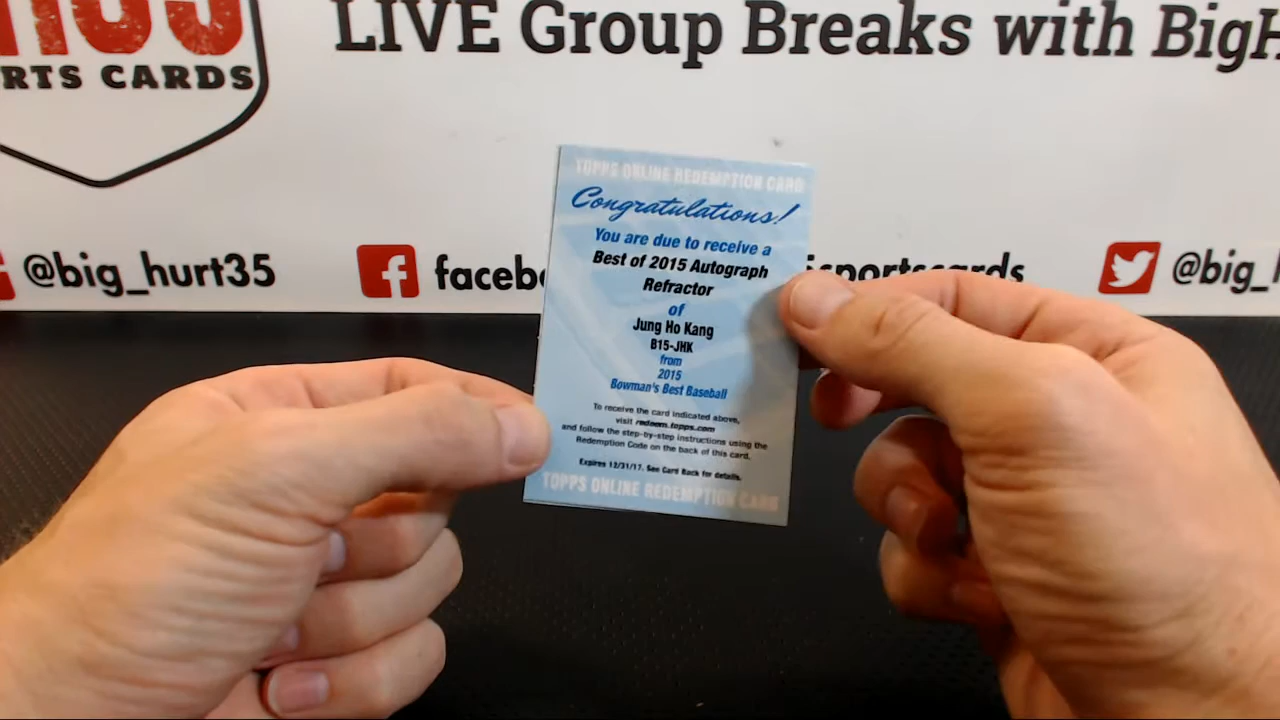 LIVE Group Breaks with BigH
RTS CARDS
@big_hurt35
faceb
sportscards
@big_
TOPPS ONLINE REDEMPTION CARD
Congratulations!
You are due to receive a
Best of 2015 Autograph
Refractor
of
Jung Ho Kang
B15-JHK
from
2015
Bowman's Best Baseball
To receive the card indicated above,
visit redeem.topps.com
and follow the step-by-step instructions using the
Redemption Code on the back of this card.
Expires 12/31/17. See Card Back for details.
TOPPS ONLINE REDEMPTION CARD